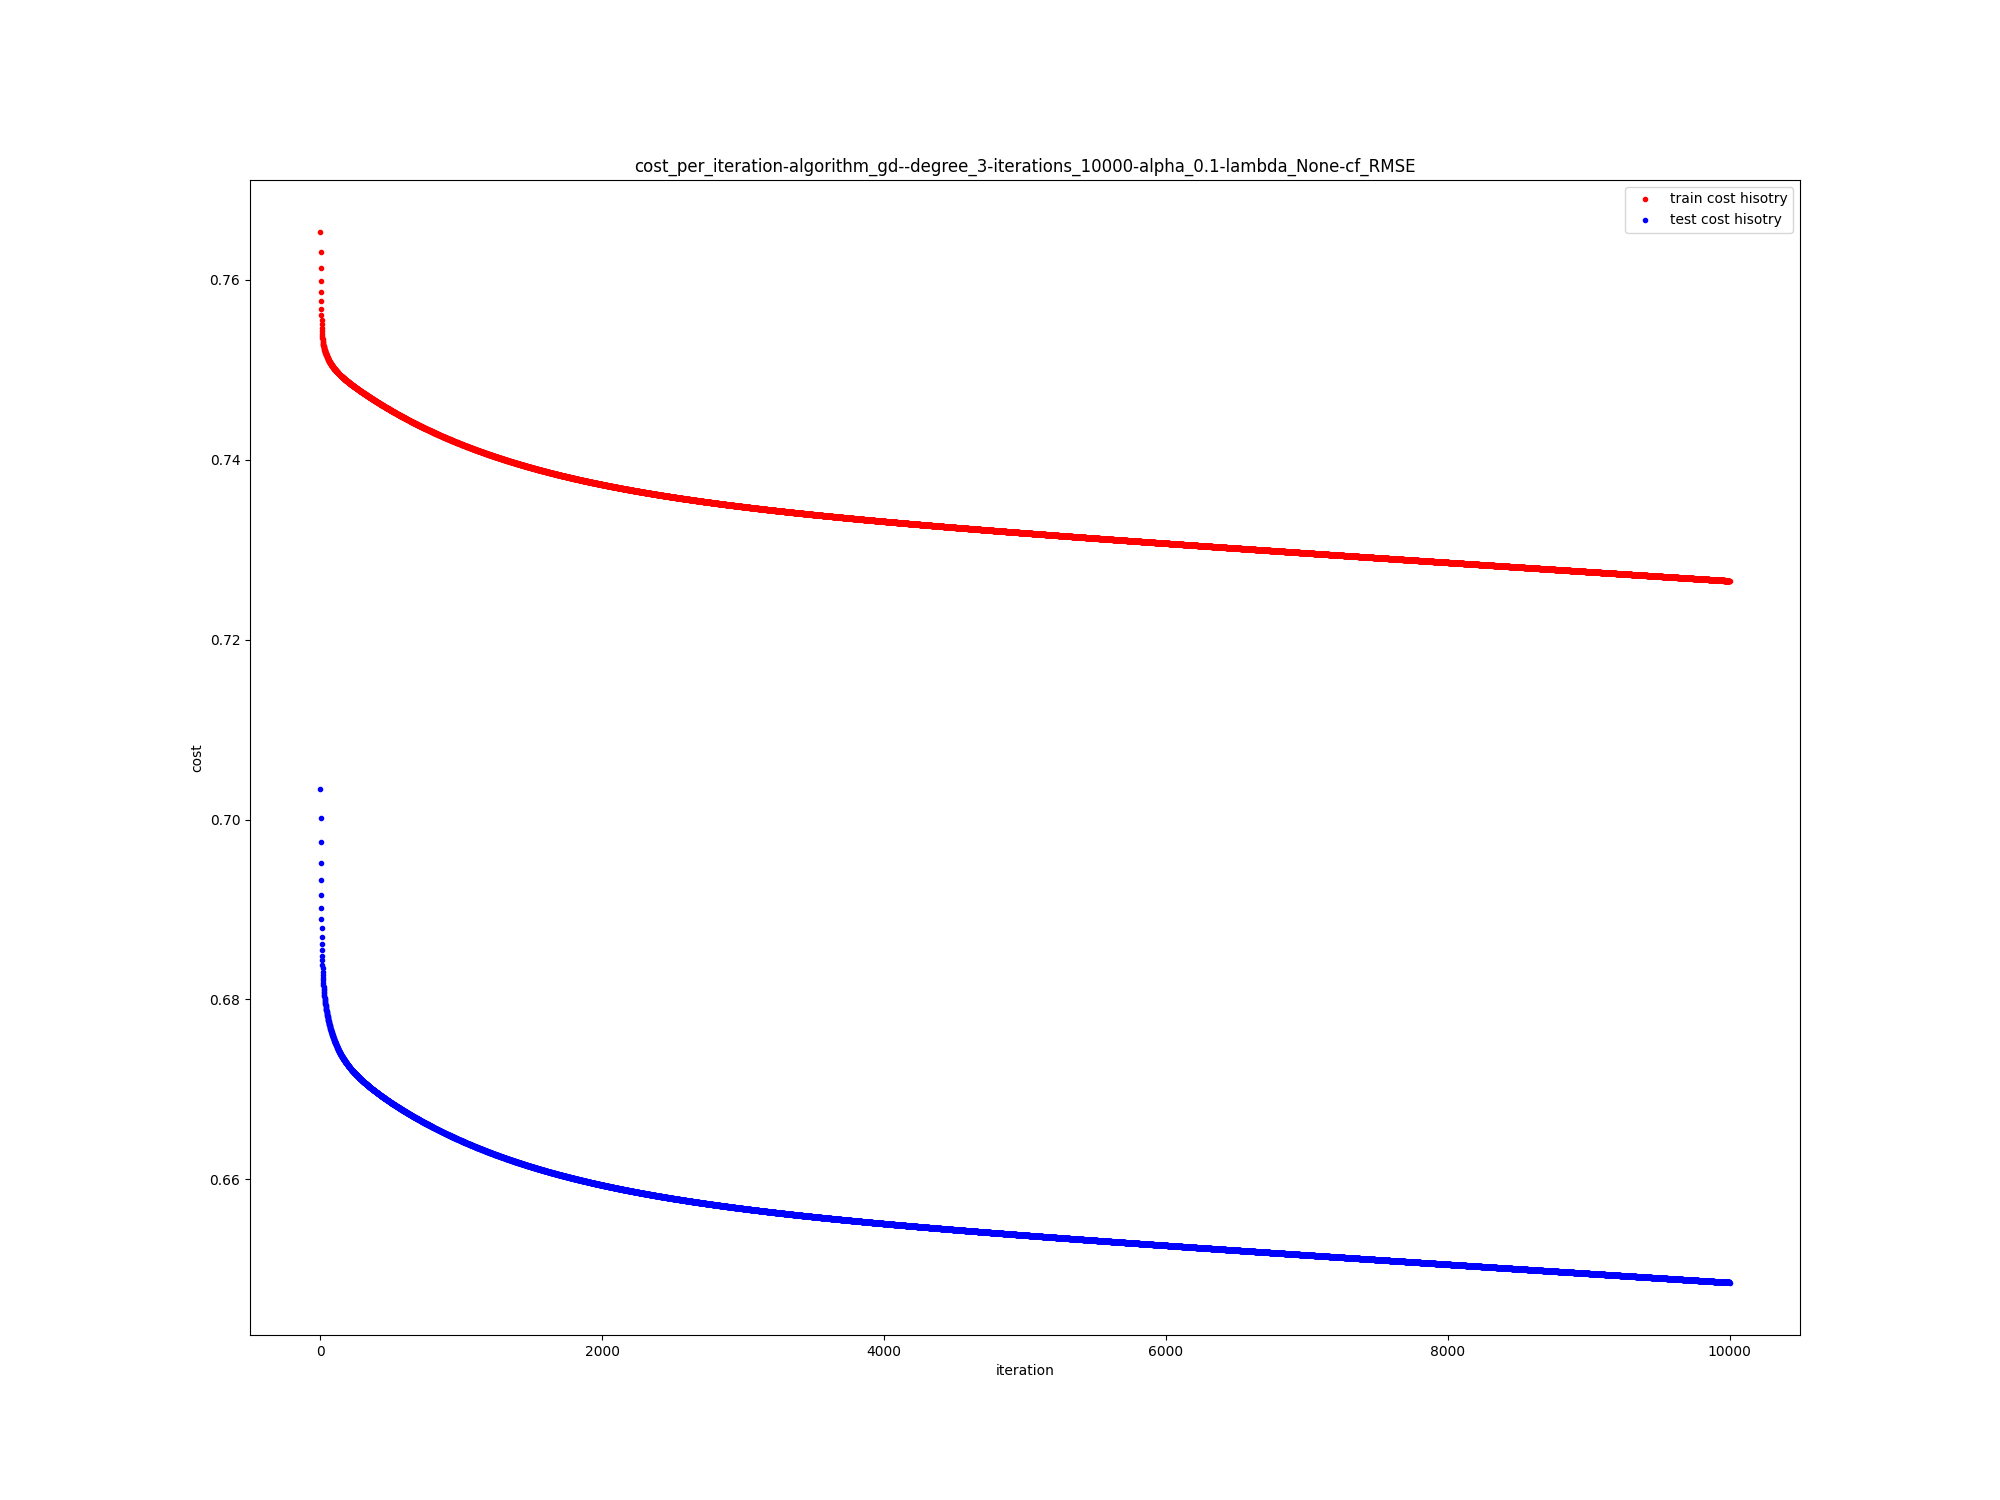 cost_per_iteration-algorithm_gd--degree_3-iterations_10000-alpha_0.1-lambda_None-cf_RMSE
train cost hisotry
test cost hisotry
0.76
0.74
0.72
0.70
0.68
0.66
cost
0
2000
4000
6000
8000
10000
iteration